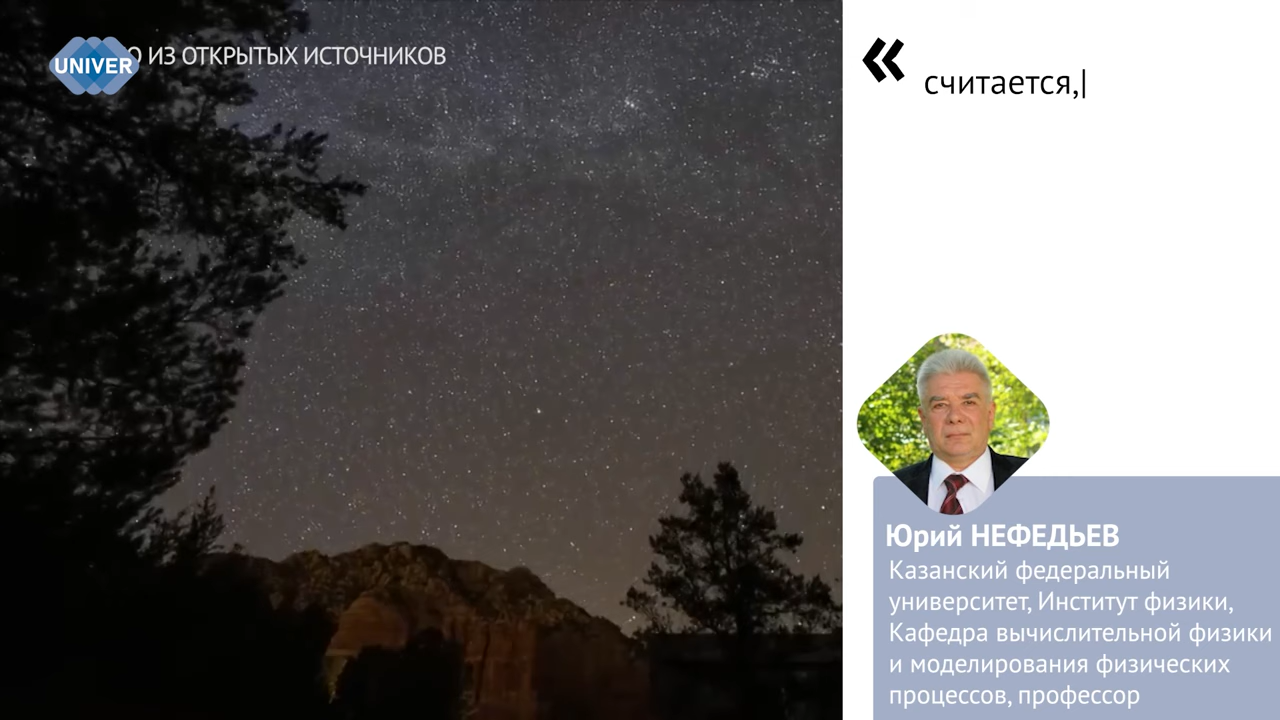 UNIVER
О ИЗ ОТКРЫТЫХ ИСТОЧНИКОВ
« считается,
Юрий НЕФЕДЬЕВ
Казанский федеральный
университет, Институт физики,
Кафедра вычислительной физики
и моделирования физических
процессов, профессор